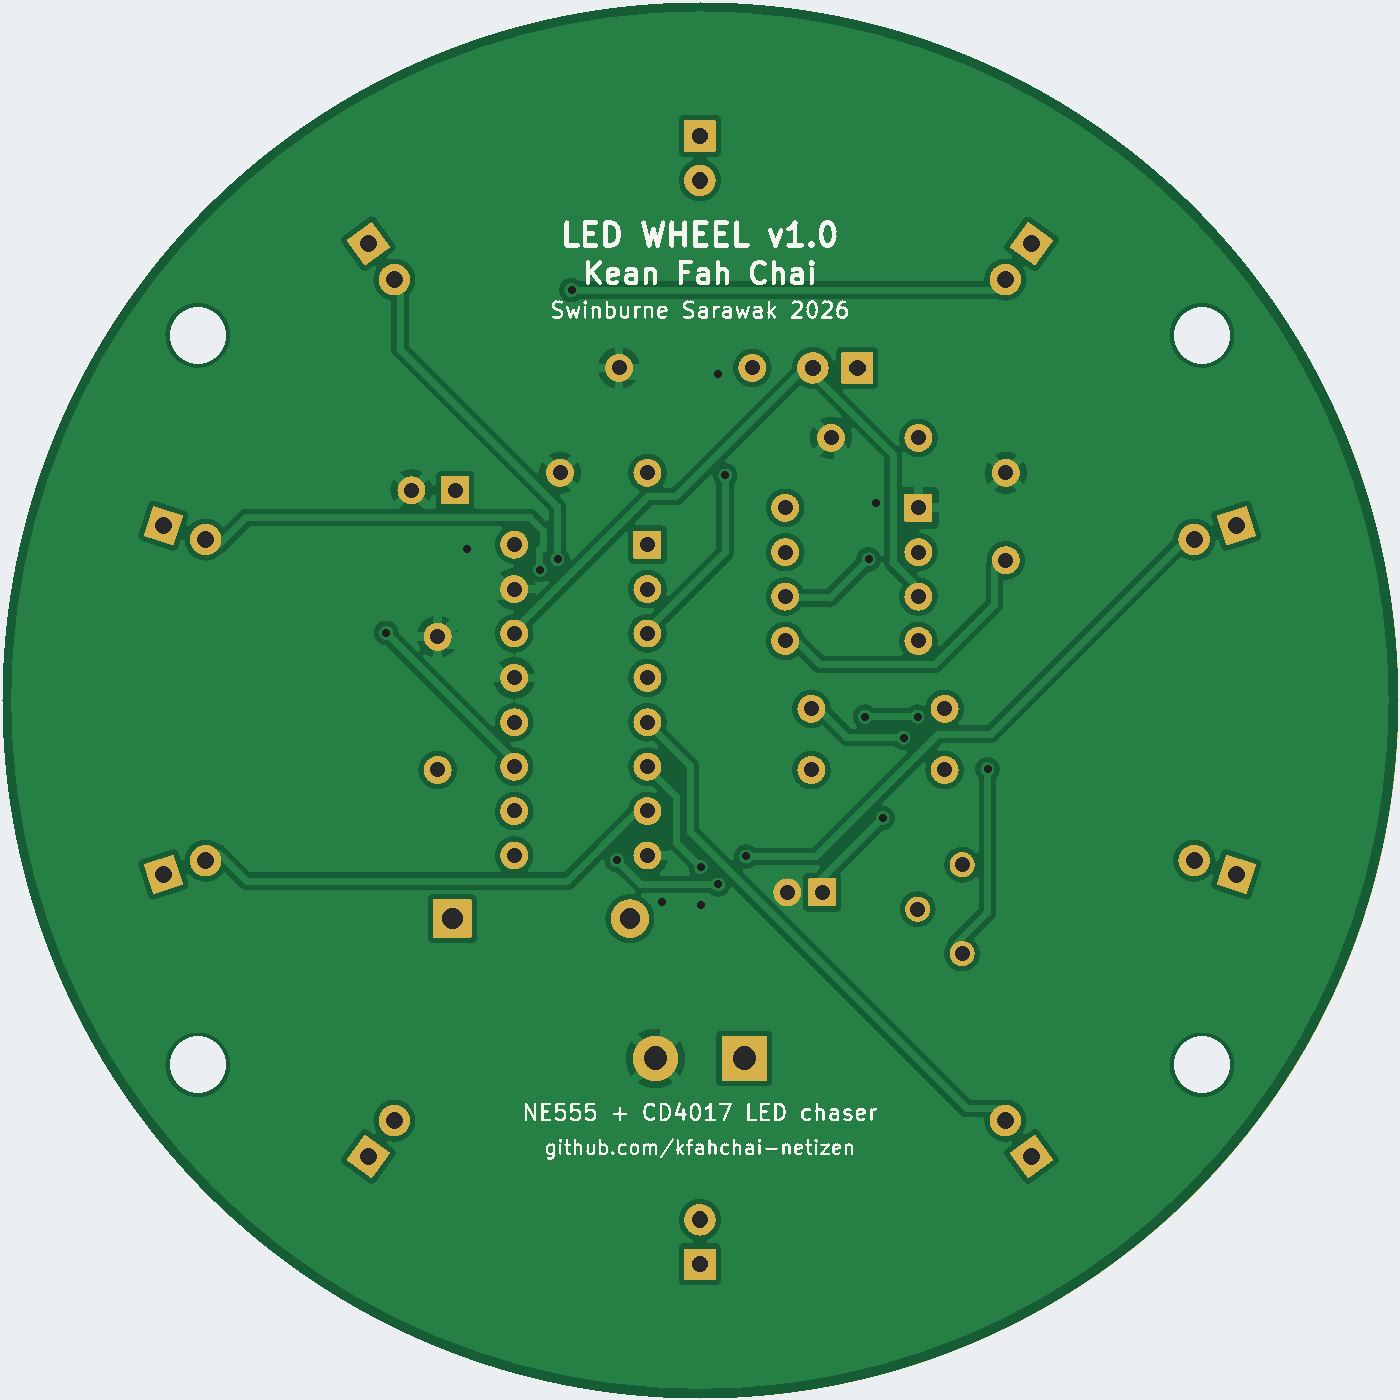 LED WHEEL v1.0
Kean Fah Chai
Swinburne Sarawak 2026
NE555 + CD4017 LED chaser
github.com/kfahchai-netizen